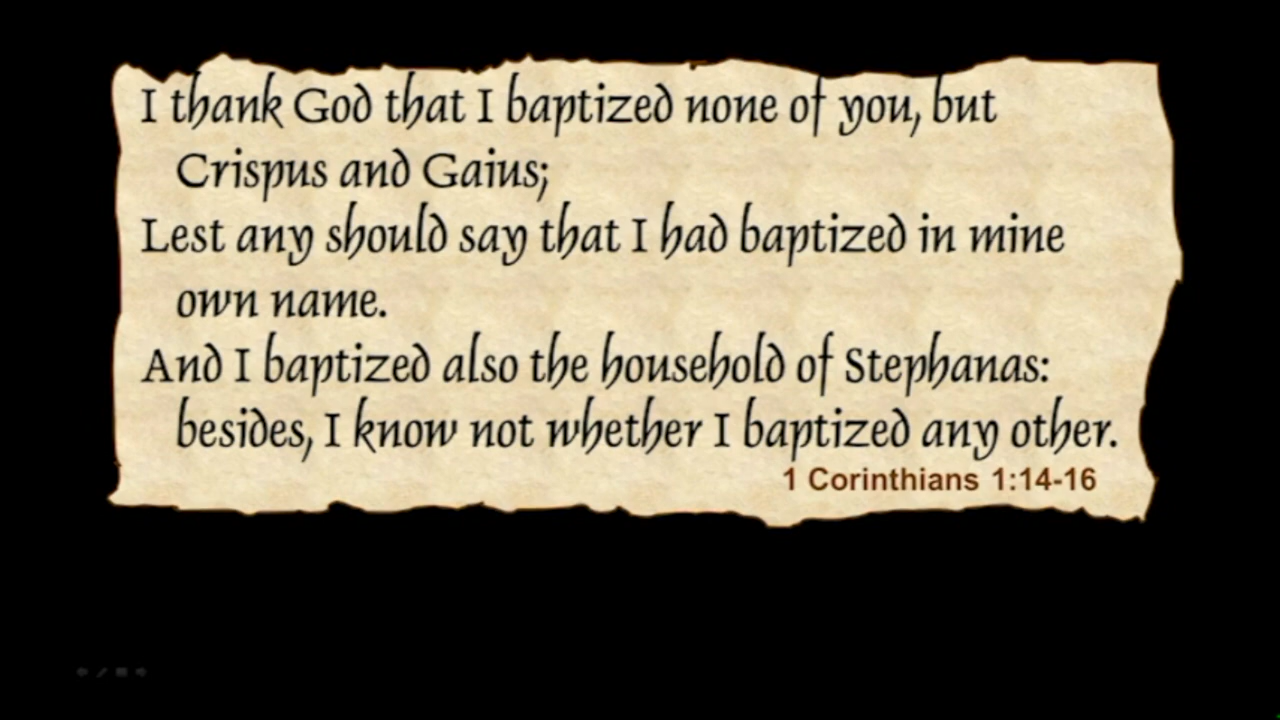 I thank God that I baptized none of you, but
Crispus and Gaius;
Lest any should say that I had baptized in mine
own name.
And I baptized also the household of Stephanas:
besides, I know not whether I baptized any other.
1 Corinthians 1:14-16